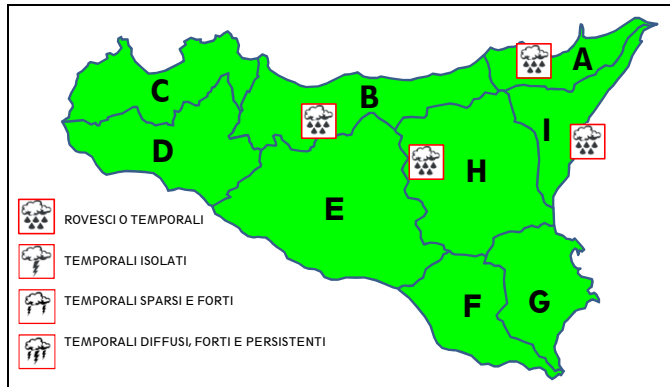 A
C
B
I
D
H
E
ROVESCI O TEMPORALI
TEMPORALI ISOLATI
F
G
TEMPORALI SPARSI E FORTI
TEMPORALI DIFFUSI, FORTI E PERSISTENTI